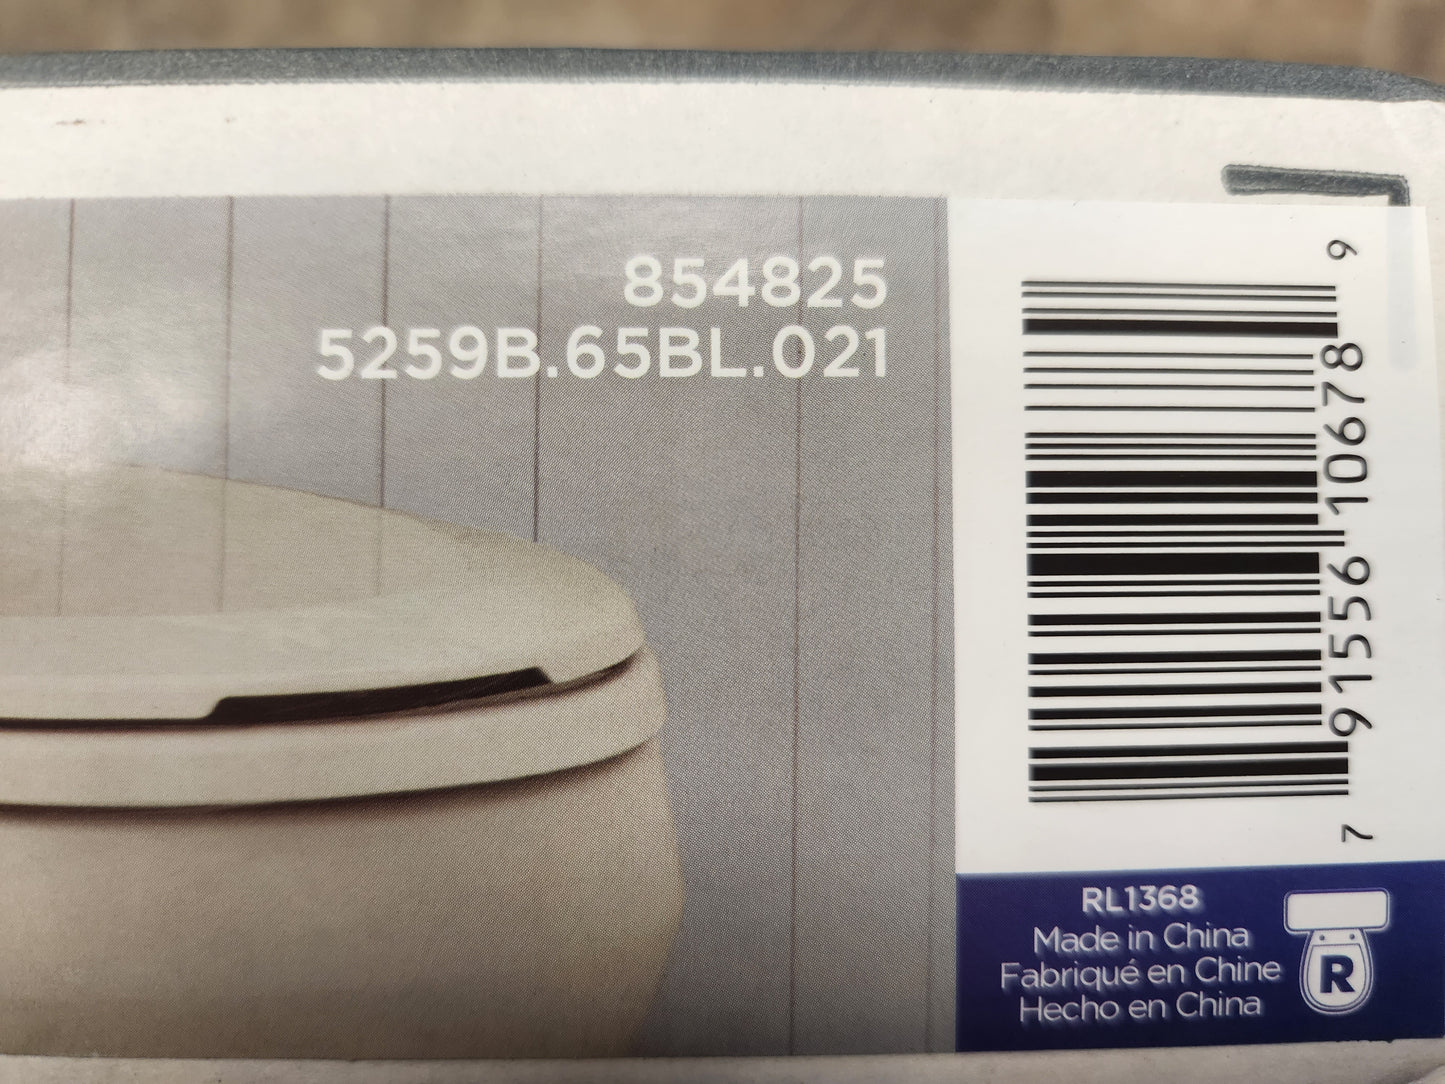 854825
5259B.65BL.021
7 91556 10678 9
RL1368
Made in China
Fabriqué en Chine
Hecho en China
R